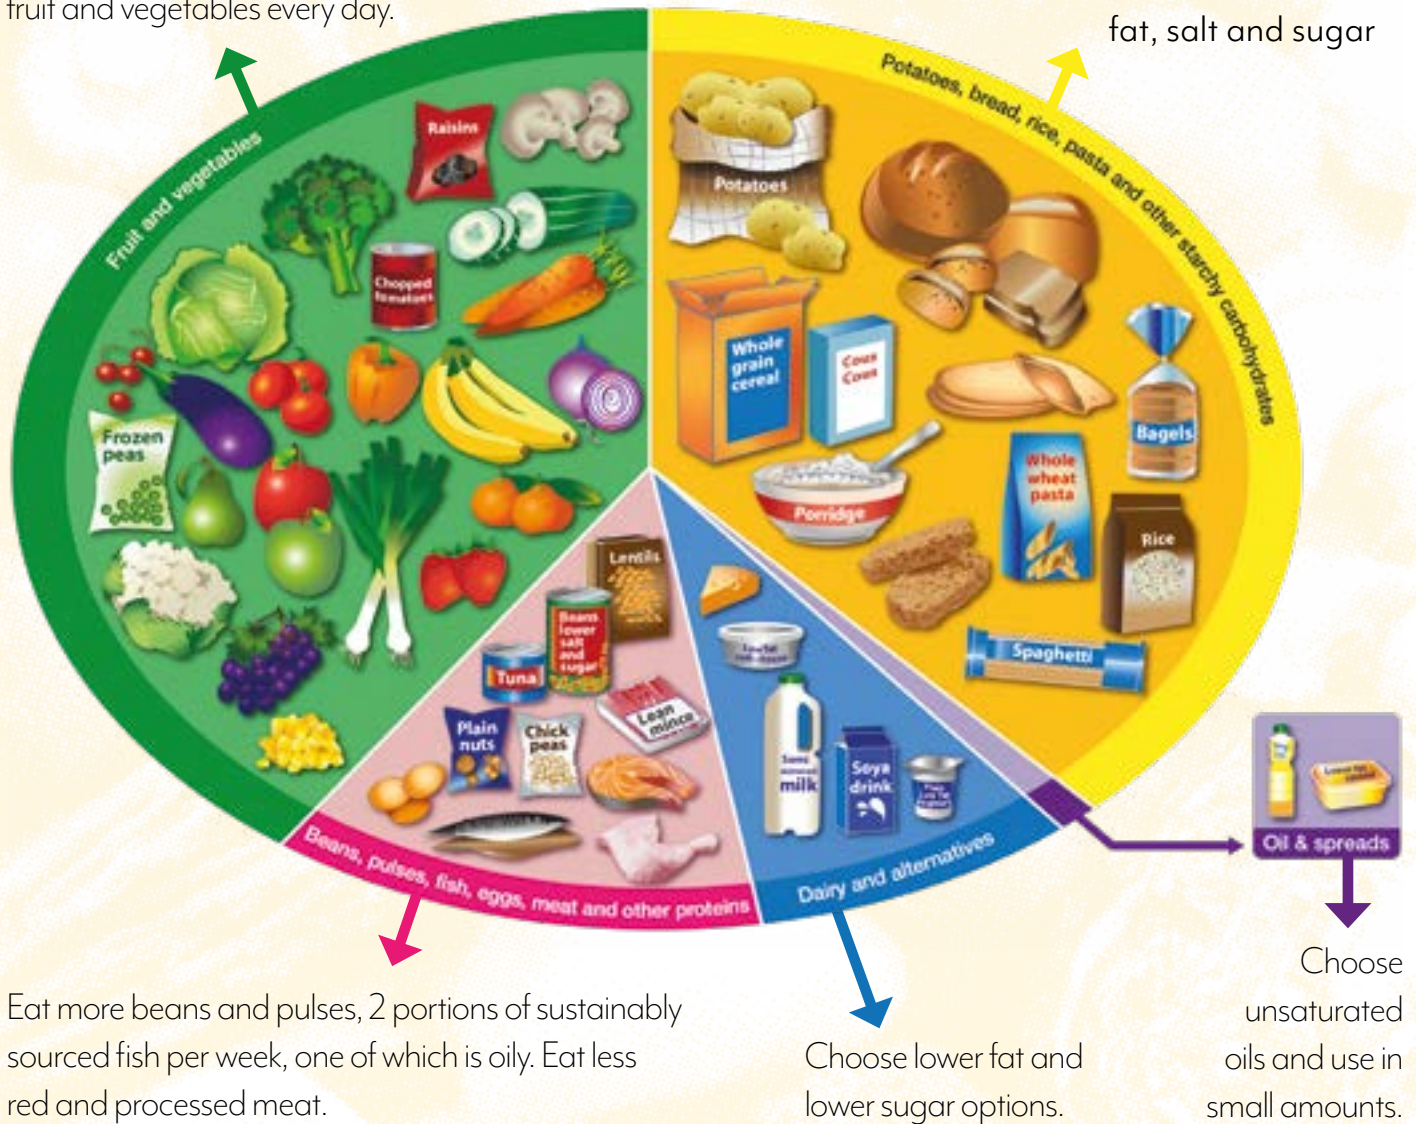 fruit and vegetables every day.
fat, salt and sugar
Fruit and vegetables
Potatoes, bread, rice, pasta and other starchy carbohydrates
Raisins
Potatoes
Chopped
tomatoes
Whole
grain
cereal
Cous
Cous
Bagels
Frozen
peas
Whole
wheat
pasta
Porridge
Rice
Lentils
Beans
lower
salt
and
sugar
Tuna
Spaghetti
Lean
mince
Plain
nuts
Chick
peas
Semi
milk
Soya
drink
Oil & spreads
Beans, pulses, fish, eggs, meat and other proteins
Dairy and alternatives
Eat more beans and pulses, 2 portions of sustainably
sourced fish per week, one of which is oily. Eat less
red and processed meat.
Choose lower fat and
lower sugar options.
Choose
unsaturated
oils and use in
small amounts.